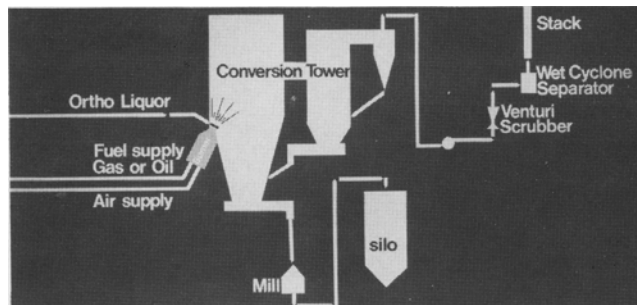 Stack
Conversion Tower
Wet Cyclone
Separator
Ortho Liquor
Venturi
Scrubber
Fuel supply
Gas or Oil
Air supply
silo
Mill